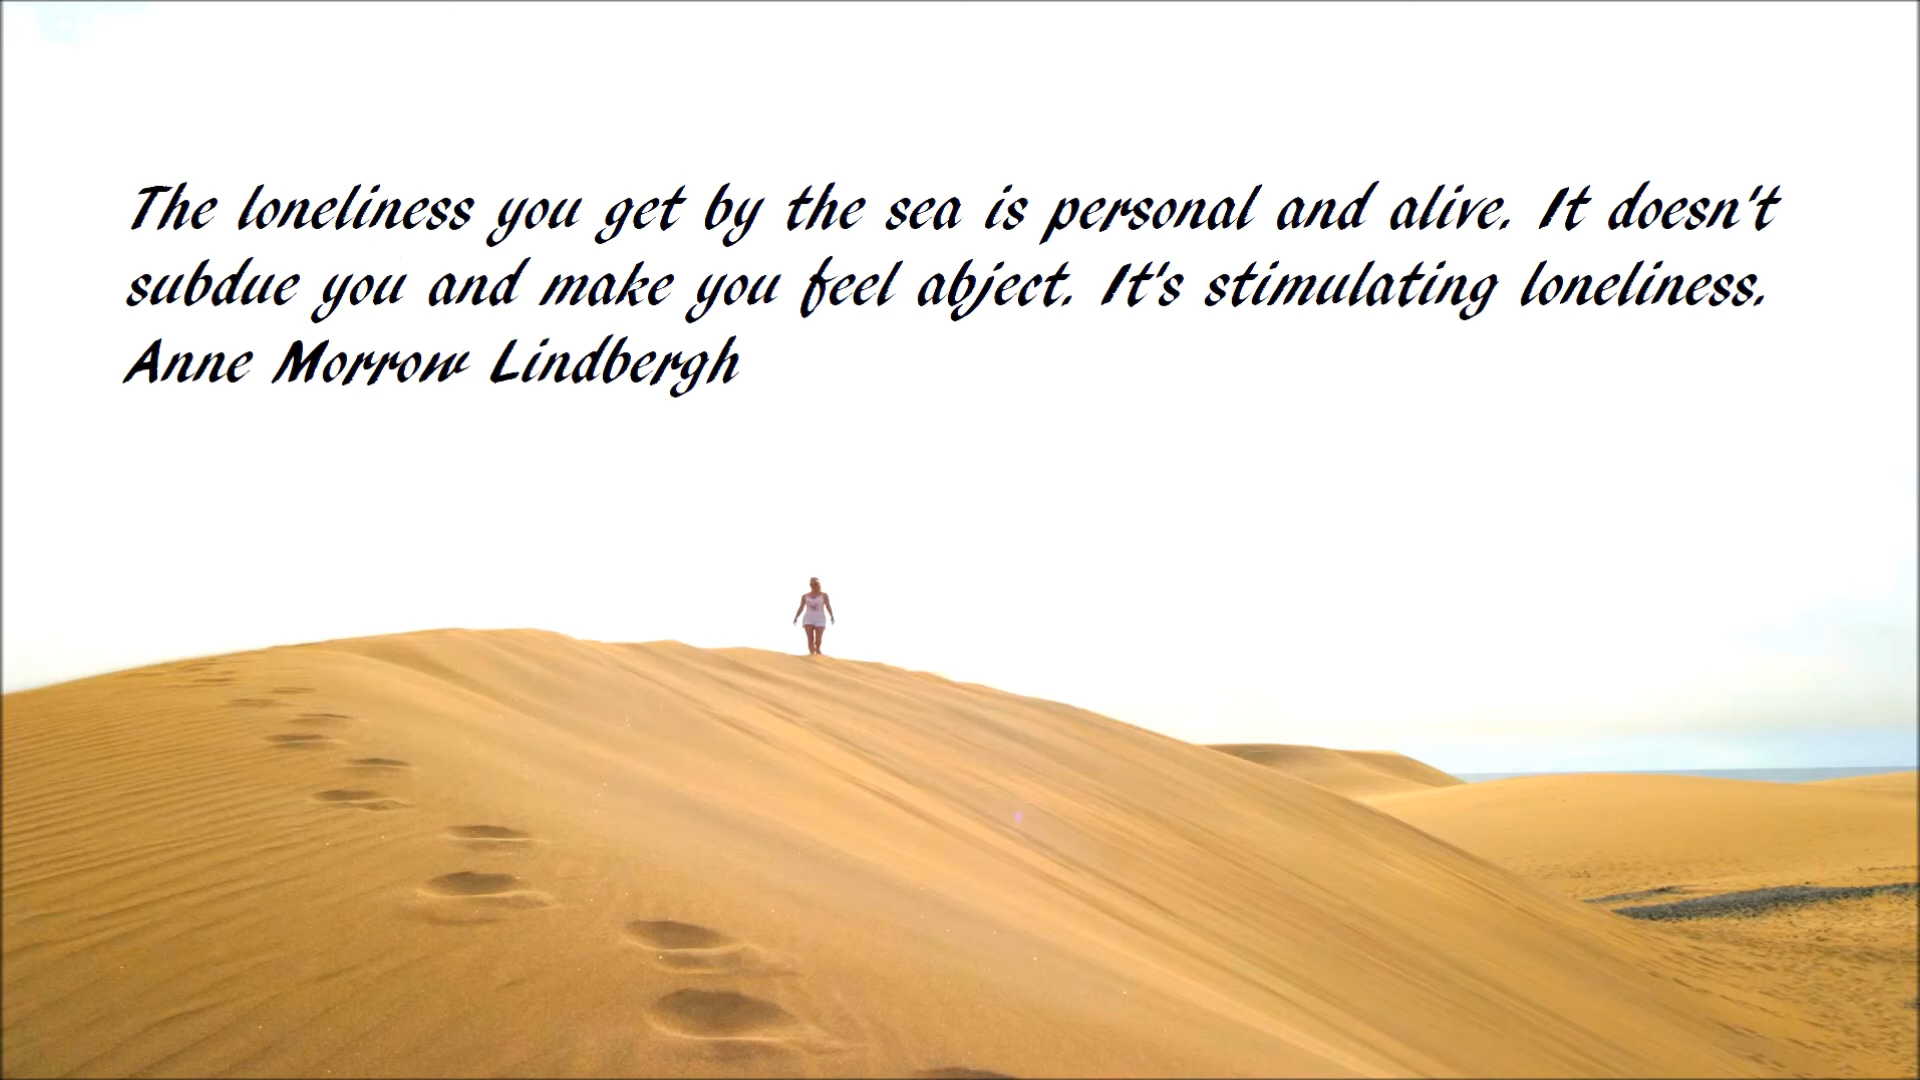 The loneliness you get by the sea is personal and alive. It doesn't
subdue you and make you feel abject. It's stimulating loneliness.
Anne Morrow Lindbergh